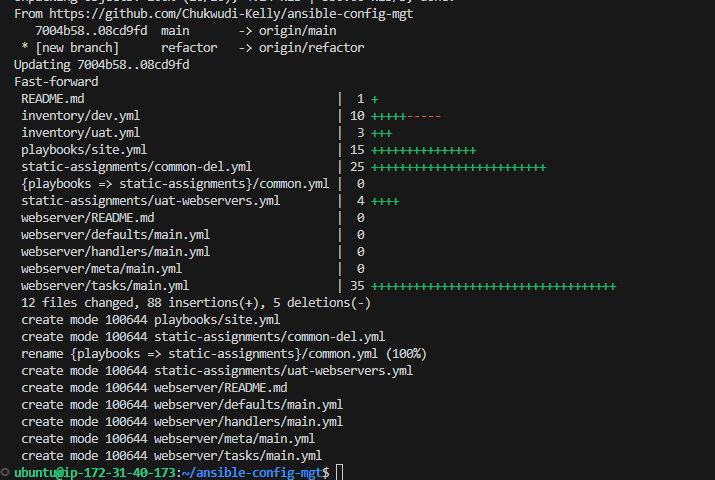 From https://github.com/Chukwudi-Kelly/ansible-config-mgt
7004b58..08cd9fd  main       -> origin/main
* [new branch]      refactor   -> origin/refactor
Updating 7004b58..08cd9fd
Fast-forward
README.md                                 |  1 +
inventory/dev.yml                         | 10 +++++-----
inventory/uat.yml                         |  3 +++
playbooks/site.yml                        | 15 +++++++++++++++
static-assignments/common-del.yml         | 25 +++++++++++++++++++++++++
{playbooks => static-assignments}/common.yml |  0
static-assignments/uat-webservers.yml     |  4 ++++
webserver/README.md                       |  0
webserver/defaults/main.yml               |  0
webserver/handlers/main.yml               |  0
webserver/meta/main.yml                   |  0
webserver/tasks/main.yml                  | 35 +++++++++++++++++++++++++++++++++++
12 files changed, 88 insertions(+), 5 deletions(-)
create mode 100644 playbooks/site.yml
create mode 100644 static-assignments/common-del.yml
rename {playbooks => static-assignments}/common.yml (100%)
create mode 100644 static-assignments/uat-webservers.yml
create mode 100644 webserver/README.md
create mode 100644 webserver/defaults/main.yml
create mode 100644 webserver/handlers/main.yml
create mode 100644 webserver/meta/main.yml
create mode 100644 webserver/tasks/main.yml
ubuntu@ip-172-31-40-173:~/ansible-config-mgt$